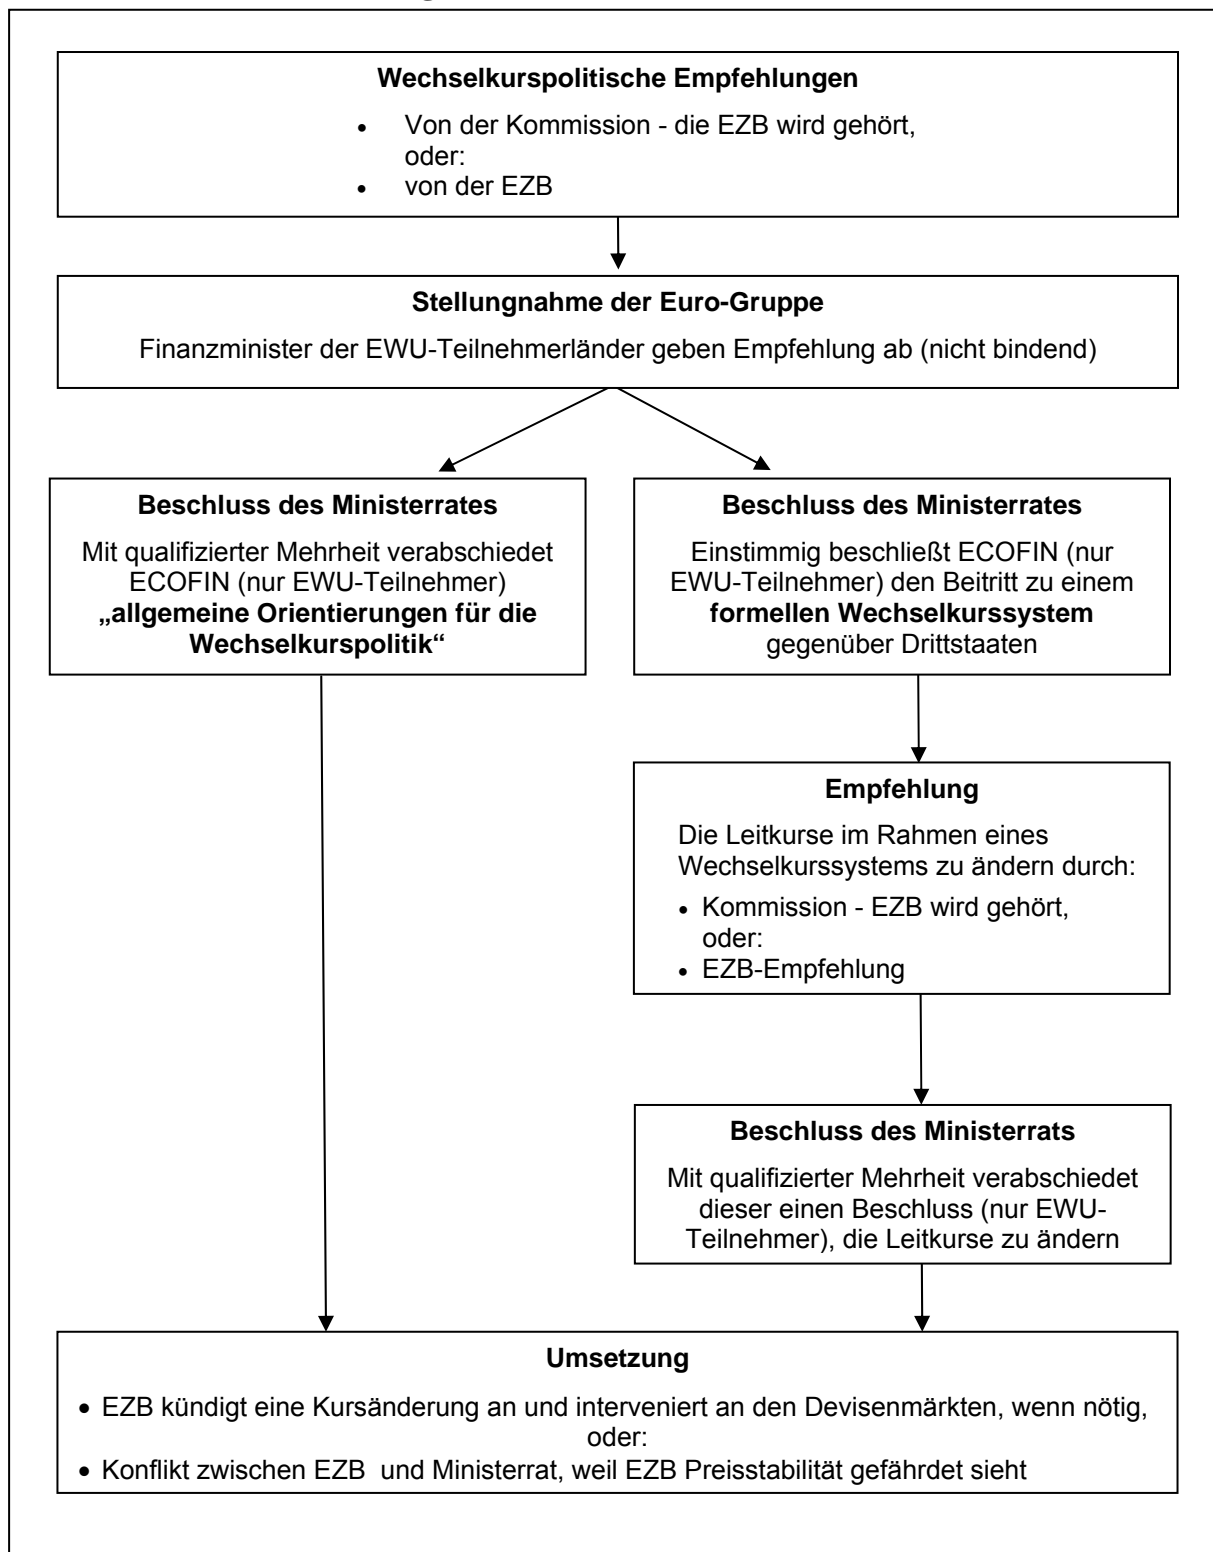 Wechselkurspolitische Empfehlungen
• Von der Kommission - die EZB wird gehört,
oder:
• von der EZB
Stellungnahme der Euro-Gruppe
Finanzminister der EWU-Teilnehmerländer geben Empfehlung ab (nicht bindend)
Beschluss des Ministerrates
Mit qualifizierter Mehrheit verabschiedet
ECOFIN (nur EWU-Teilnehmer)
„allgemeine Orientierungen für die
Wechselkurspolitik“
Beschluss des Ministerrates
Einstimmig beschließt ECOFIN (nur
EWU-Teilnehmer) den Beitritt zu einem
formellen Wechselkurssystem
gegenüber Drittstaaten
Empfehlung
Die Leitkurse im Rahmen eines
Wechselkurssystems zu ändern durch:
• Kommission - EZB wird gehört,
oder:
• EZB-Empfehlung
Beschluss des Ministerrats
Mit qualifizierter Mehrheit verabschiedet
dieser einen Beschluss (nur EWU-
Teilnehmer), die Leitkurse zu ändern
Umsetzung
• EZB kündigt eine Kursänderung an und interveniert an den Devisenmärkten, wenn nötig,
oder:
• Konflikt zwischen EZB und Ministerrat, weil EZB Preisstabilität gefährdet sieht